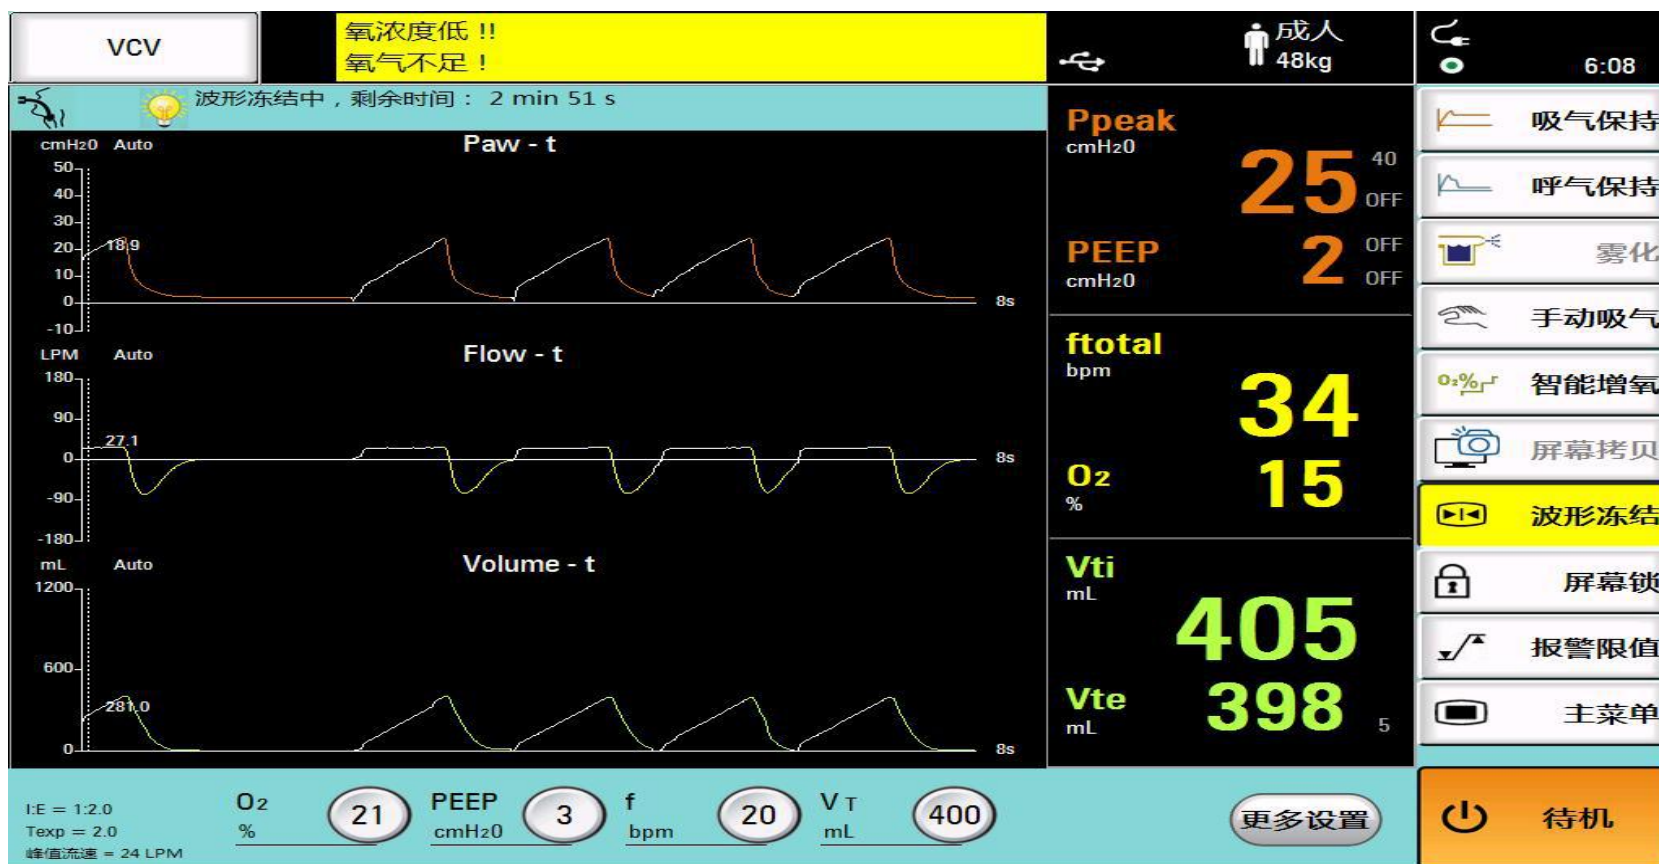 VCV
氧浓度低 !!
氧气不足 !
成人
48kg
6:08
波形冻结中，剩余时间： 2 min 51 s
cmH20 Auto
Paw - t
50
40
30
20
10
0
-10
18.9
8s
LPM Auto
Flow - t
180
90
0
-90
-180
27.1
8s
mL Auto
Volume - t
1200
600
0
281.0
8s
Ppeak
cmH20
25
40
OFF
PEEP
cmH20
2
OFF
OFF
ftotal
bpm
34
O2
%
15
Vti
mL
405
Vte
mL
398
5
吸气保持
呼气保持
雾化
手动吸气
O2% 智能增氧
屏幕拷贝
波形冻结
屏幕锁
报警限值
主菜单
I:E = 1:2.0
Texp = 2.0
峰值流速 = 24 LPM
O2
%
21
PEEP
cmH20
3
f
bpm
20
VT
mL
400
更多设置
待机